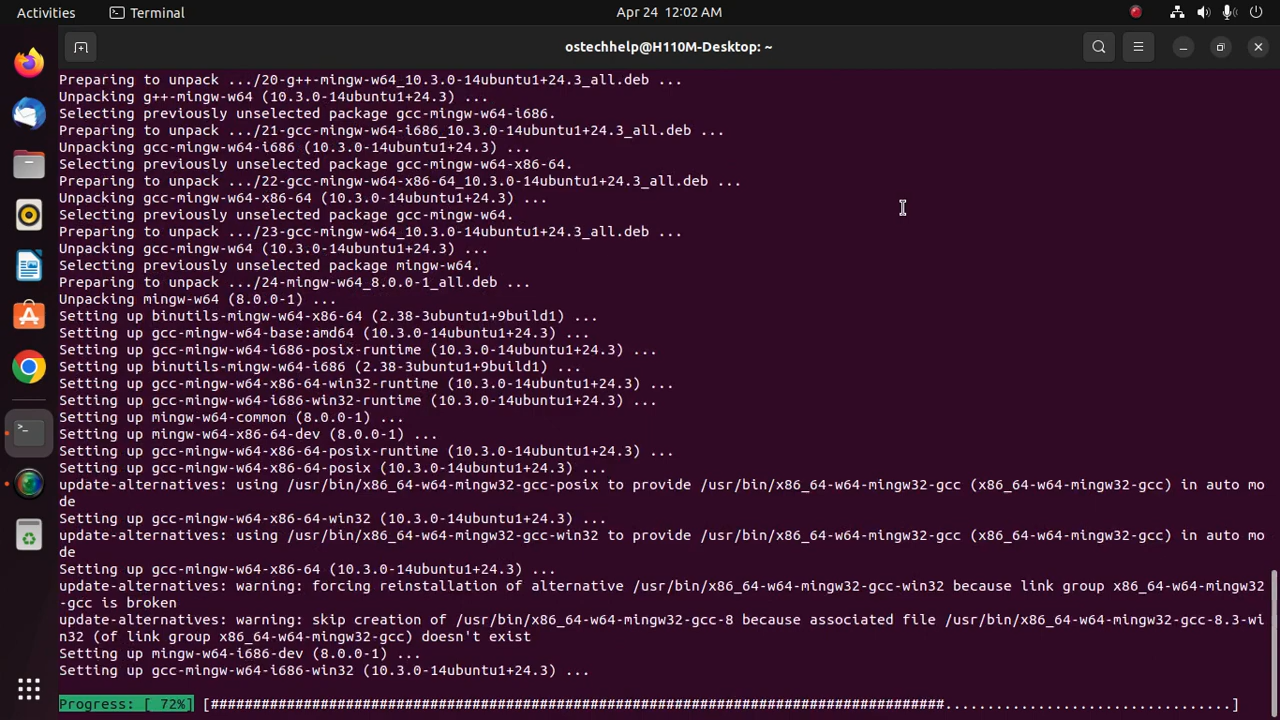 Activities
Terminal
Apr 24 12:02 AM
ostechhelp@H110M-Desktop: ~
Preparing to unpack .../20-g++-mingw-w64_10.3.0-14ubuntu1+24.3_all.deb ...
Unpacking g++-mingw-w64 (10.3.0-14ubuntu1+24.3) ...
Selecting previously unselected package gcc-mingw-w64-i686.
Preparing to unpack .../21-gcc-mingw-w64-i686_10.3.0-14ubuntu1+24.3_all.deb ...
Unpacking gcc-mingw-w64-i686 (10.3.0-14ubuntu1+24.3) ...
Selecting previously unselected package gcc-mingw-w64-x86-64.
Preparing to unpack .../22-gcc-mingw-w64-x86-64_10.3.0-14ubuntu1+24.3_all.deb ...
Unpacking gcc-mingw-w64-x86-64 (10.3.0-14ubuntu1+24.3) ...
Selecting previously unselected package gcc-mingw-w64.
Preparing to unpack .../23-gcc-mingw-w64_10.3.0-14ubuntu1+24.3_all.deb ...
Unpacking gcc-mingw-w64 (10.3.0-14ubuntu1+24.3) ...
Selecting previously unselected package mingw-w64.
Preparing to unpack .../24-mingw-w64_8.0.0-1_all.deb ...
Unpacking mingw-w64 (8.0.0-1) ...
Setting up binutils-mingw-w64-x86-64 (2.38-3ubuntu1+9build1) ...
Setting up gcc-mingw-w64-base:amd64 (10.3.0-14ubuntu1+24.3) ...
Setting up gcc-mingw-w64-i686-posix-runtime (10.3.0-14ubuntu1+24.3) ...
Setting up binutils-mingw-w64-i686 (2.38-3ubuntu1+9build1) ...
Setting up gcc-mingw-w64-x86-64-win32-runtime (10.3.0-14ubuntu1+24.3) ...
Setting up gcc-mingw-w64-i686-win32-runtime (10.3.0-14ubuntu1+24.3) ...
Setting up mingw-w64-common (8.0.0-1) ...
Setting up mingw-w64-x86-64-dev (8.0.0-1) ...
Setting up gcc-mingw-w64-x86-64-posix-runtime (10.3.0-14ubuntu1+24.3) ...
Setting up gcc-mingw-w64-x86-64-posix (10.3.0-14ubuntu1+24.3) ...
update-alternatives: using /usr/bin/x86_64-w64-mingw32-gcc-posix to provide /usr/bin/x86_64-w64-mingw32-gcc (x86_64-w64-mingw32-gcc) in auto mo
de
Setting up gcc-mingw-w64-x86-64-win32 (10.3.0-14ubuntu1+24.3) ...
update-alternatives: using /usr/bin/x86_64-w64-mingw32-gcc-win32 to provide /usr/bin/x86_64-w64-mingw32-gcc (x86_64-w64-mingw32-gcc) in auto mo
de
Setting up gcc-mingw-w64-x86-64 (10.3.0-14ubuntu1+24.3) ...
update-alternatives: warning: forcing reinstallation of alternative /usr/bin/x86_64-w64-mingw32-gcc-win32 because link group x86_64-w64-mingw32
-gcc is broken
update-alternatives: warning: skip creation of /usr/bin/x86_64-w64-mingw32-gcc-8 because associated file /usr/bin/x86_64-w64-mingw32-gcc-8.3-wi
n32 (of link group x86_64-w64-mingw32-gcc) doesn't exist
Setting up mingw-w64-i686-dev (8.0.0-1) ...
Setting up gcc-mingw-w64-i686-win32 (10.3.0-14ubuntu1+24.3) ...
Progress: [ 72%] [#######################################################################################..................................]